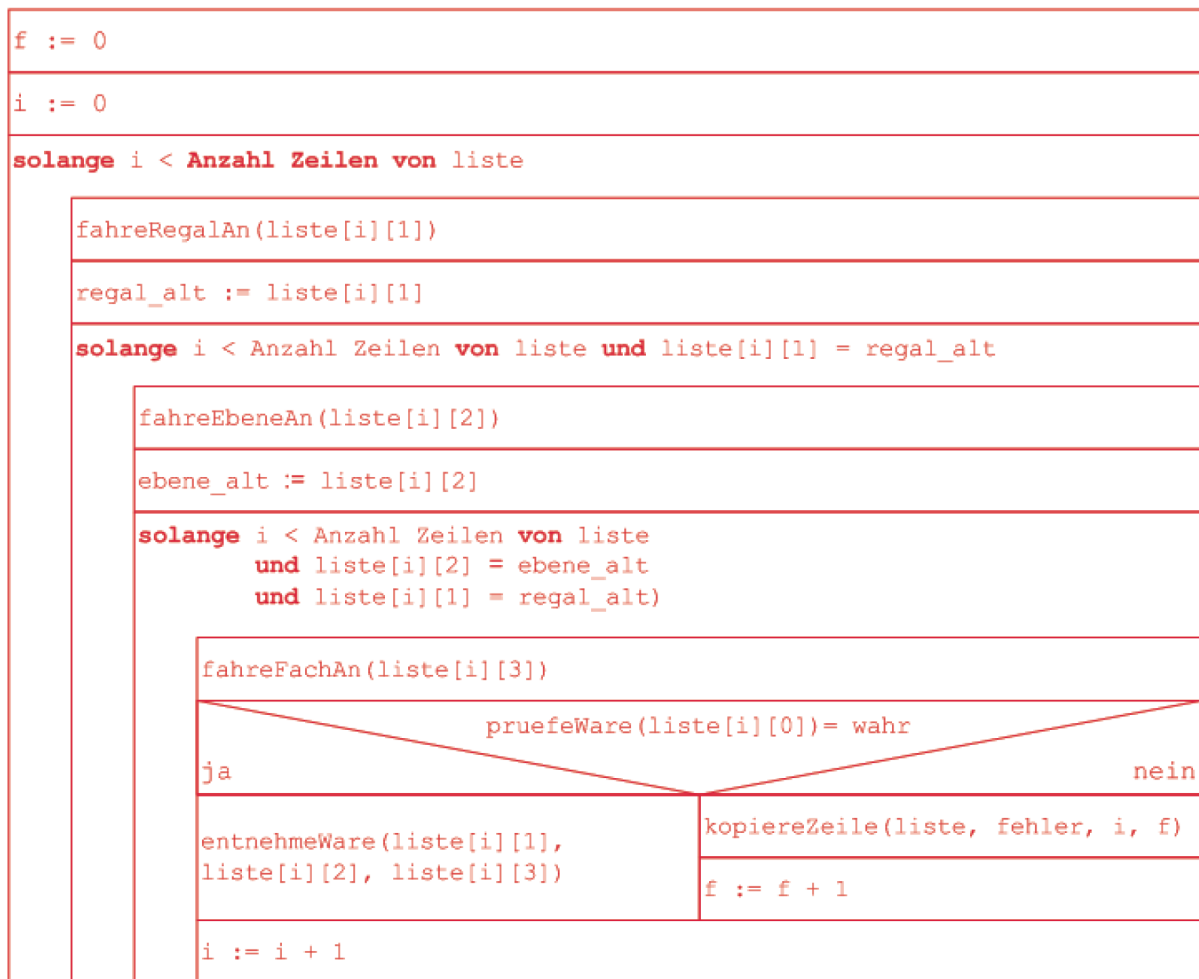 f := 0
i := 0
solange i < Anzahl Zeilen von liste
fahreRegalAn(liste[i][1])
regal_alt := liste[i][1]
solange i < Anzahl Zeilen von liste und liste[i][1] = regal_alt
fahreEbeneAn(liste[i][2])
ebene_alt := liste[i][2]
solange i < Anzahl Zeilen von liste
und liste[i][2] = ebene_alt
und liste[i][1] = regal_alt)
fahreFachAn(liste[i][3])
pruefeWare(liste[i][0])= wahr
ja
nein
entnehmeWare(liste[i][1],
liste[i][2], liste[i][3])
kopiereZeile(liste, fehler, i, f)
f := f + 1
i := i + 1